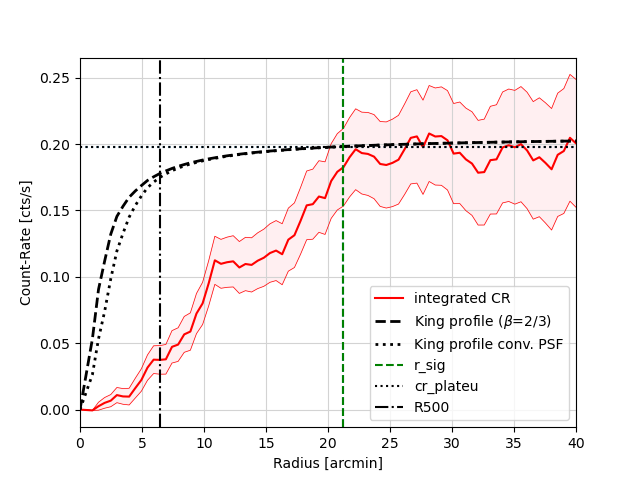 0.25
0.20
0.15
0.10
0.05
0.00
Count-Rate [cts/s]
integrated CR
King profile (β=2/3)
King profile conv. PSF
r_sig
cr_plateu
R500
0 5 10 15 20 25 30 35 40
Radius [arcmin]